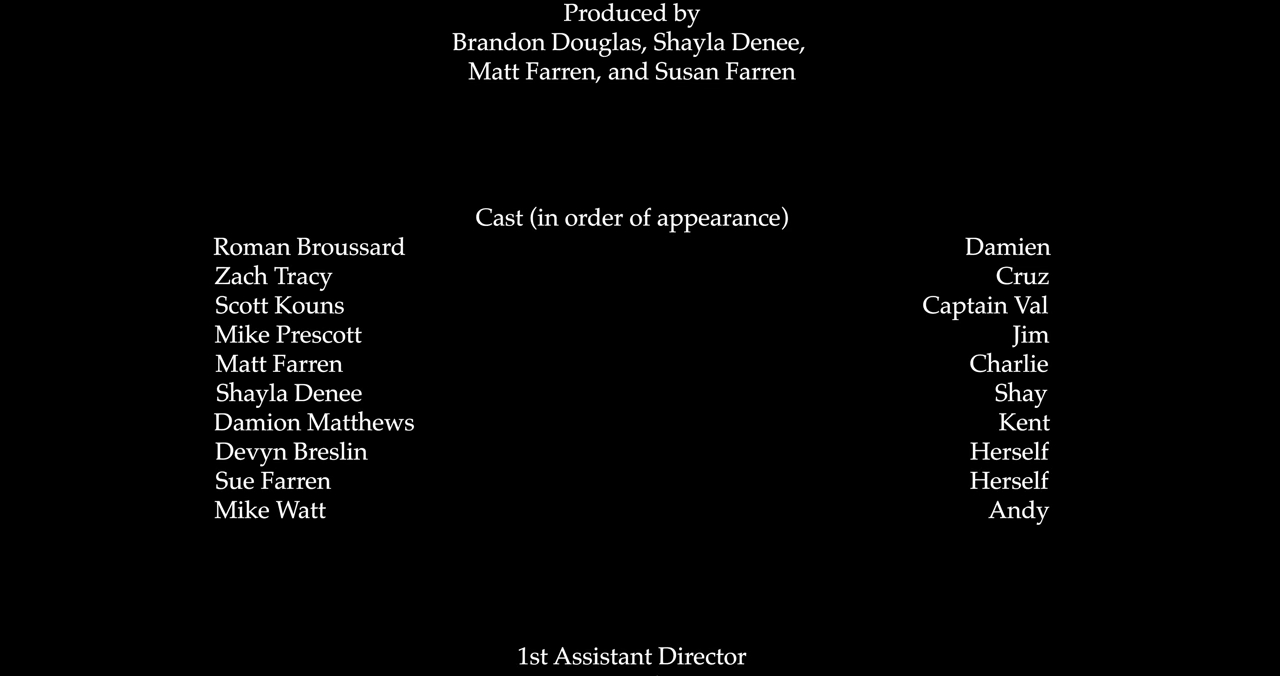 Produced by
Brandon Douglas, Shayla Denee,
Matt Farren, and Susan Farren
Cast (in order of appearance)
Roman Broussard Damien
Zach Tracy Cruz
Scott Kouns Captain Val
Mike Prescott Jim
Matt Farren Charlie
Shayla Denee Shay
Damion Matthews Kent
Devyn Breslin Herself
Sue Farren Herself
Mike Watt Andy
1st Assistant Director